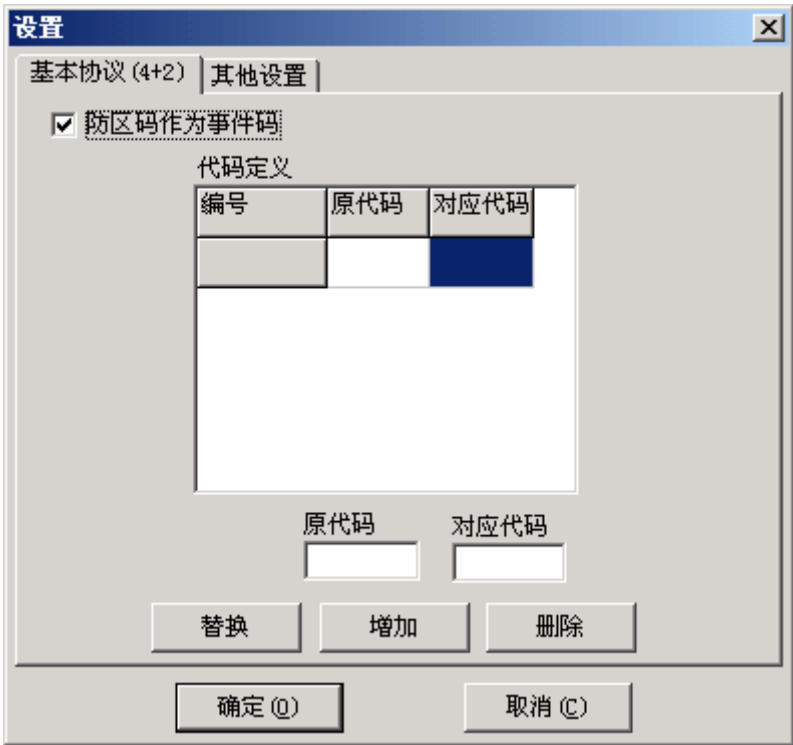 设置
基本协议(4+2) 其他设置
防区码作为事件码
代码定义
编号 原代码 对应代码
原代码 对应代码
替换 增加 删除
确定(O) 取消(C)